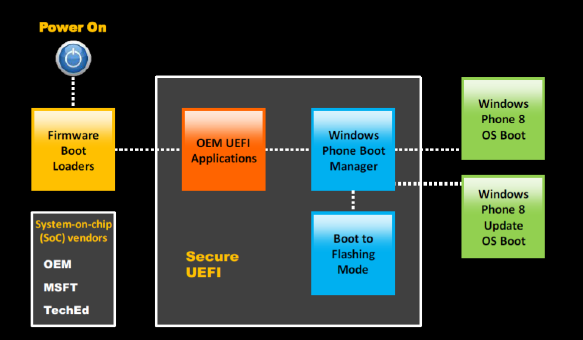 Power On
Firmware
Boot
Loaders
OEM UEFI
Applications
Windows
Phone Boot
Manager
Windows
Phone 8
OS Boot
Windows
Phone 8
Update
OS Boot
System-on-chip
(SoC) vendors
OEM
MSFT
TechEd
Secure
UEFI
Boot to
Flashing
Mode